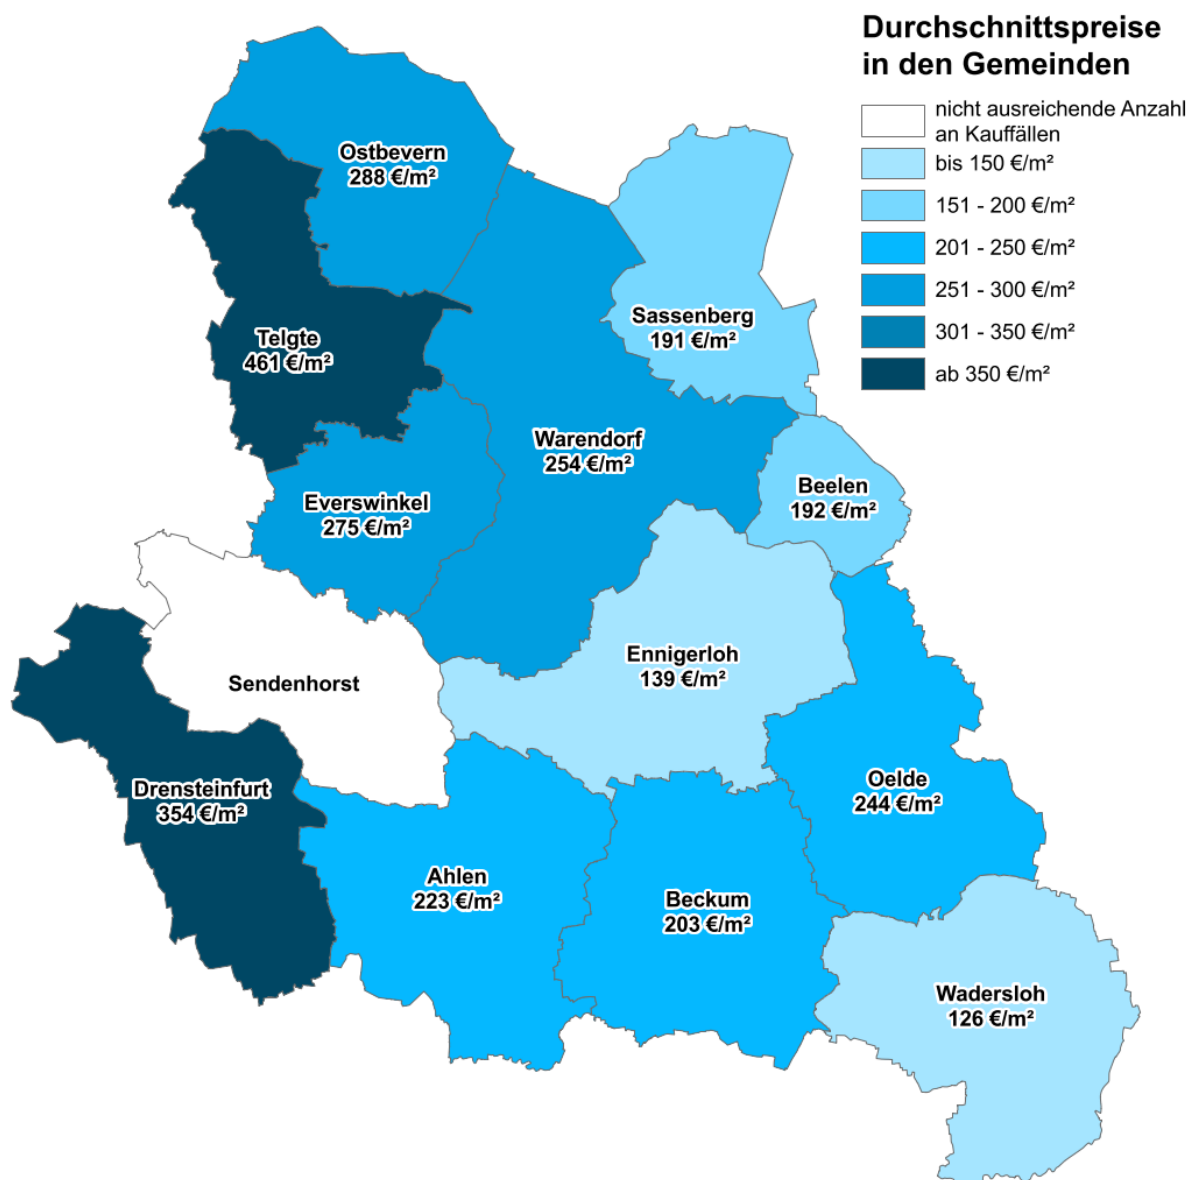 Durchschnittspreise
in den Gemeinden
nicht ausreichende Anzahl
an Kauffällen
bis 150 €/m²
151 - 200 €/m²
201 - 250 €/m²
251 - 300 €/m²
301 - 350 €/m²
ab 350 €/m²
Ostbevern
288 €/m²
Sassenberg
191 €/m²
Telgte
461 €/m²
Warendorf
254 €/m²
Beelen
192 €/m²
Everswinkel
275 €/m²
Ennigerloh
139 €/m²
Sendenhorst
Oelde
244 €/m²
Drensteinfurt
354 €/m²
Ahlen
223 €/m²
Beckum
203 €/m²
Wadersloh
126 €/m²